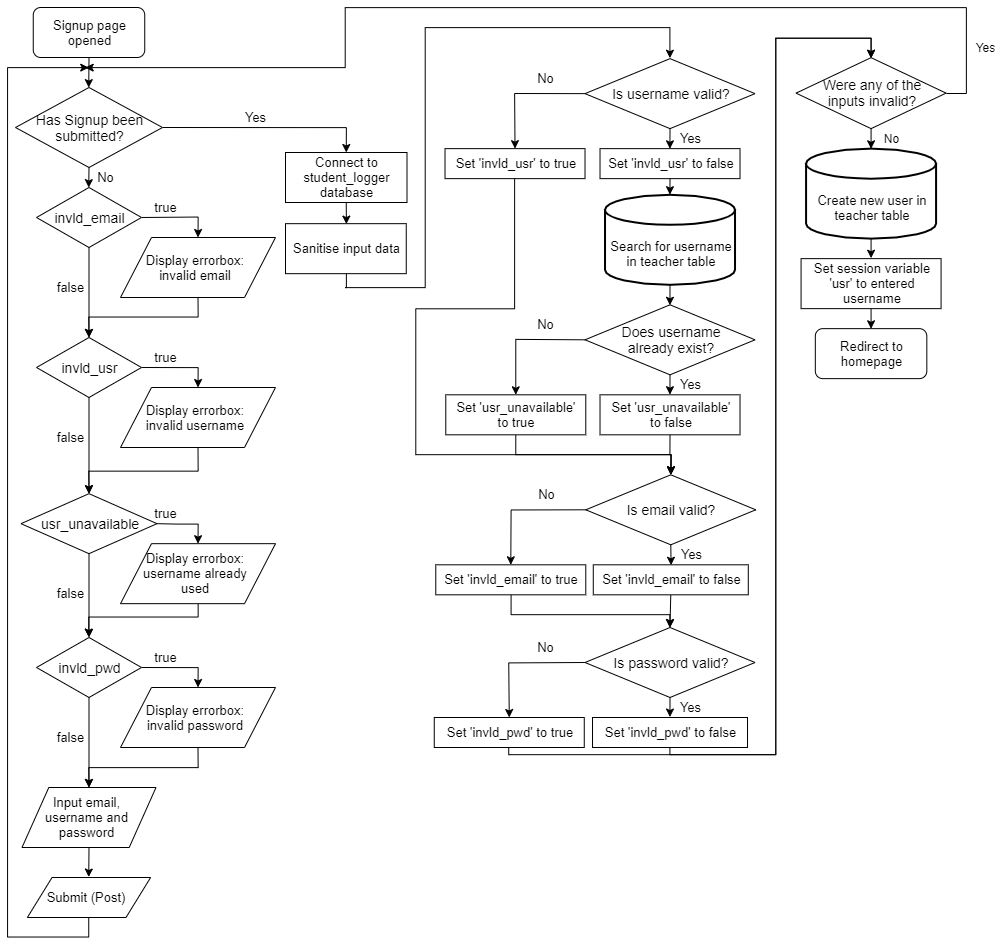 Signup page
opened
Has Signup been
submitted?
Yes
No
invld_email
true
false
Display errorbox:
invalid email
invld_usr
true
false
Display errorbox:
invalid username
usr_unavailable
true
false
Display errorbox:
username already
used
invld_pwd
true
false
Display errorbox:
invalid password
Input email,
username and
password
Submit (Post)
Connect to
student_logger
database
Sanitise input data
Is username valid?
No
Yes
Set 'invld_usr' to true
Set 'invld_usr' to false
Search for username
in teacher table
Does username
already exist?
No
Yes
Set 'usr_unavailable'
to true
Set 'usr_unavailable'
to false
Is email valid?
No
Yes
Set 'invld_email' to true
Set 'invld_email' to false
Is password valid?
No
Yes
Set 'invld_pwd' to true
Set 'invld_pwd' to false
Were any of the
inputs invalid?
Yes
No
Create new user in
teacher table
Set session variable
'usr' to entered
username
Redirect to
homepage